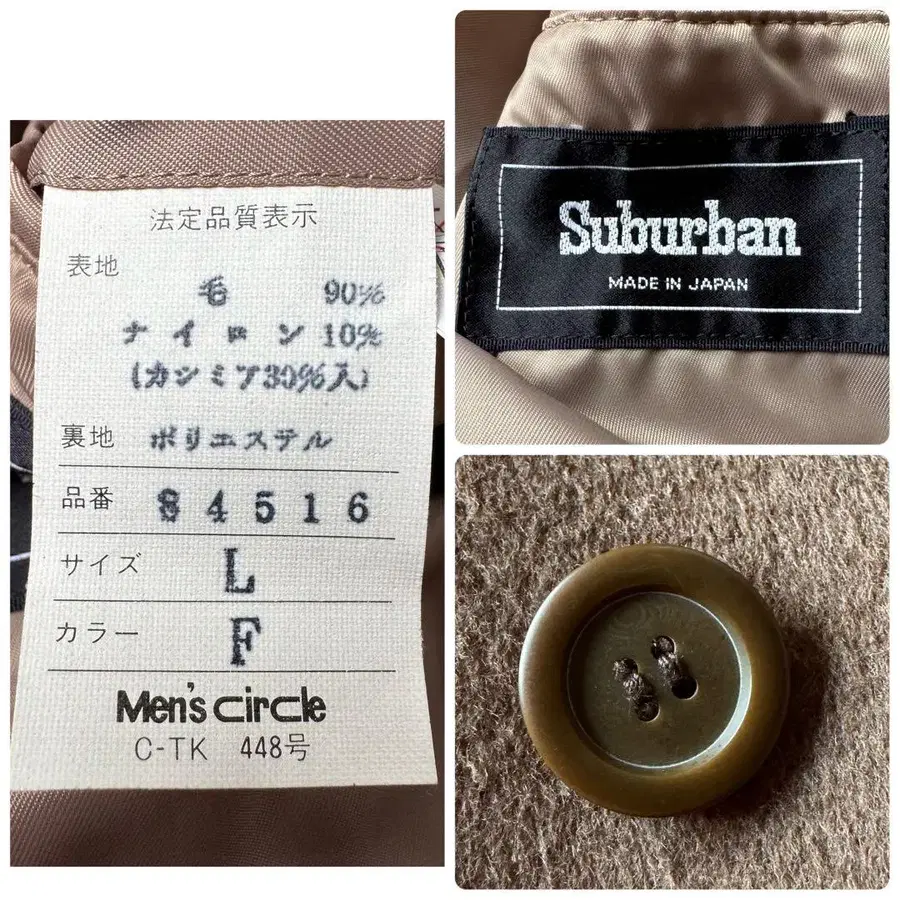 法定品質表示
表地
毛 90%
ナイロン 10%
(カシミア30%入)
裏地 ポリエステル
品番 84516
サイズ L
カラー F
Men's circle
C-TK 448号
Suburban
MADE IN JAPAN